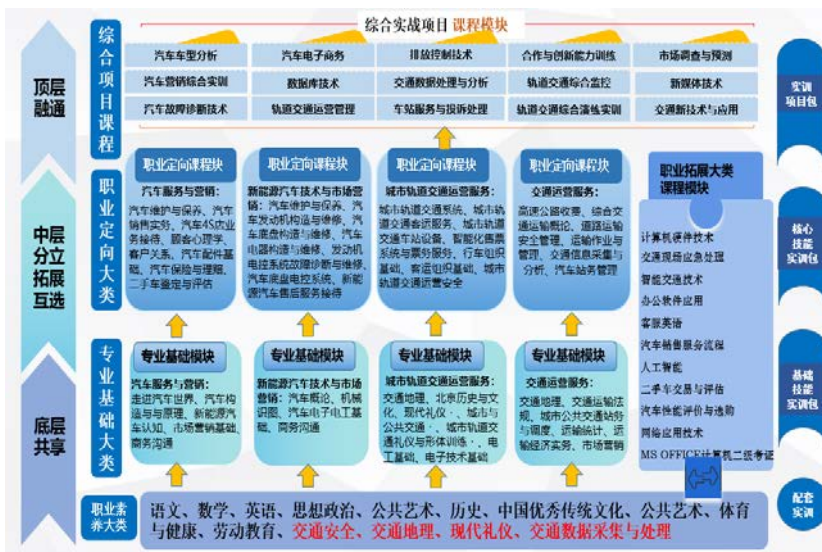 综合实战项目 课程模块
顶层
融通
综合项目课程
汽车车型分析
汽车电子商务
排放控制技术
合作与创新能力训练
市场调查与预测
汽车营销综合实训
数据库技术
交通数据处理与分析
轨道交通综合监控
新媒体技术
汽车故障诊断技术
轨道交通运营管理
车站服务与投诉处理
轨道交通综合演练实训
交通新技术与应用
实训
项目包
中层
分立
拓展
互选
职业定向大类
职业定向课程块
汽车服务与营销:
汽车维护与保养、汽车
销售实务、汽车4S店业
务接待、顾客心理学、
客户关系、汽车配件基
础、汽车保险与理赔、
二手车鉴定与评估
职业定向课程块
新能源汽车技术与市场营
销:汽车维护与保养、汽
车发动机构造与维修、汽
车底盘构造与维修、汽车
电器构造与维修、发动机
电控系统故障诊断与维修、
汽车底盘电控系统、新能
源汽车售后服务接待
职业定向课程块
城市轨道交通运营服务:
城市轨道交通系统、城市轨
道交通客运服务、城市轨
道交通车站设备、智能化售票
系统与票务服务、行车组织
基础、客运组织基础、城市
轨道交通运营安全
职业定向课程块
交通运营服务:
高速公路收费、综合交
通运输概论、道路运输
安全管理、运输作业与
管理、交通信息采集与
分析、汽车站务管理
职业拓展大类
课程模块
计算机硬件技术
交通现场应急处理
智能交通技术
办公软件应用
客服英语
汽车销售服务流程
人工智能
二手车交易与评估
汽车性能评价与选购
网络应用技术
MS OFFICE计算机二级考证
核心
技能
实训包
底层
共享
专业基础大类
专业基础模块
汽车服务与营销:
走进汽车世界、汽车构
造与与原理、新能源汽
车认知、市场营销基础、
商务沟通
专业基础模块
新能源汽车技术与市场营
销:汽车概论、机械
识图、汽车电子电工基
础、商务沟通
专业基础模块
城市轨道交通运营服务:
交通地理、北京历史与文
化、现代礼仪·、城市与
公共交通·、城市轨道
交通礼仪与形体训练·、电
工基础、电子技术基础
专业基础模块
交通运营服务:
交通地理、交通运输法
规、城市公共交通站务
与调度、运输统计、运
输经济实务、市场营销
基础
技能
实训包
职业素
养大类
语文、数学、英语、思想政治、公共艺术、历史、中国优秀传统文化、公共艺术、体育
与健康、劳动教育、交通安全、交通地理、现代礼仪、交通数据采集与处理
配套
实训